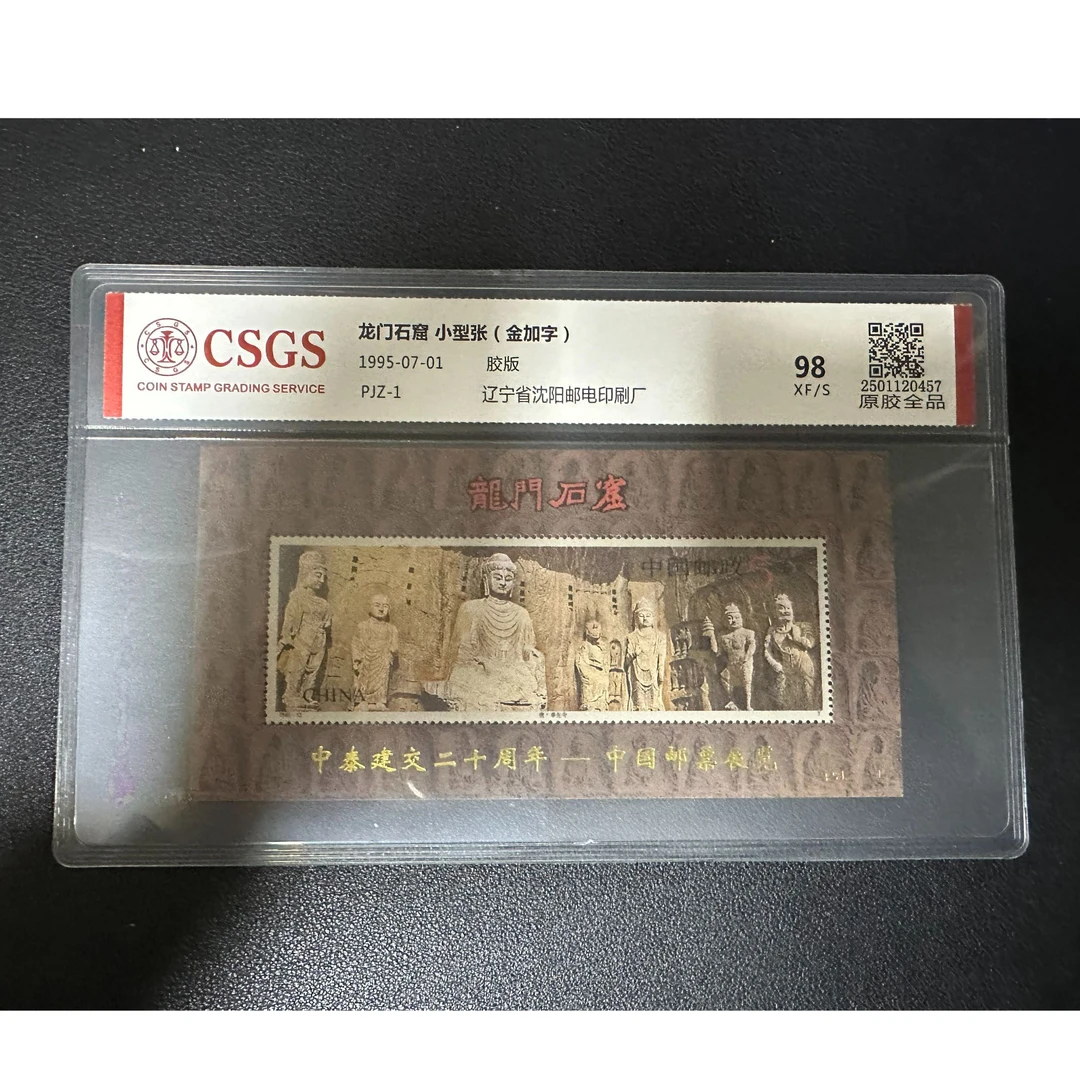 CSGS
COIN STAMP GRADING SERVICE
龙门石窟 小型张（金加字）
1995-07-01 胶版
PJZ-1 辽宁省沈阳邮电印刷厂
98
XF/S
2501120457
原胶全品
龍門石窟
中国邮政 5
CHINA
中泰建交二十周年 — 中国邮票展览